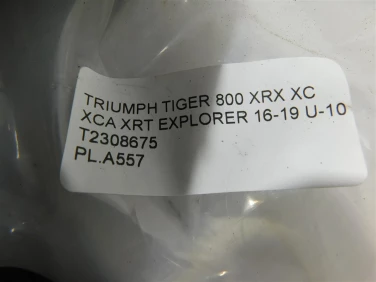 TRIUMPH TIGER 800 XRX XC
XCA XRT EXPLORER 16-19 U-10
T2308675
PL.A557